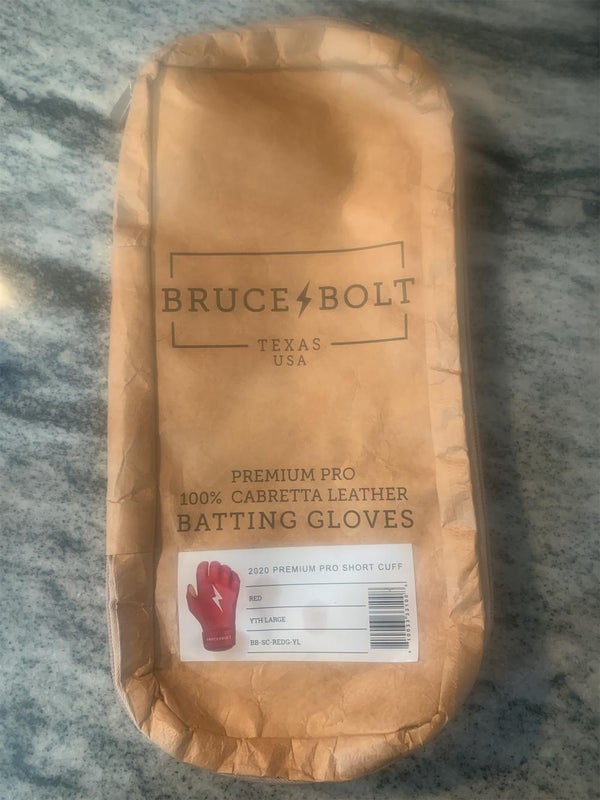 BRUCE BOLT
TEXAS
USA
PREMIUM PRO
100% CABRETTA LEATHER
BATTING GLOVES
2020 PREMIUM PRO SHORT CUFF
RED
YTH LARGE
BB-SC-REDG-YL